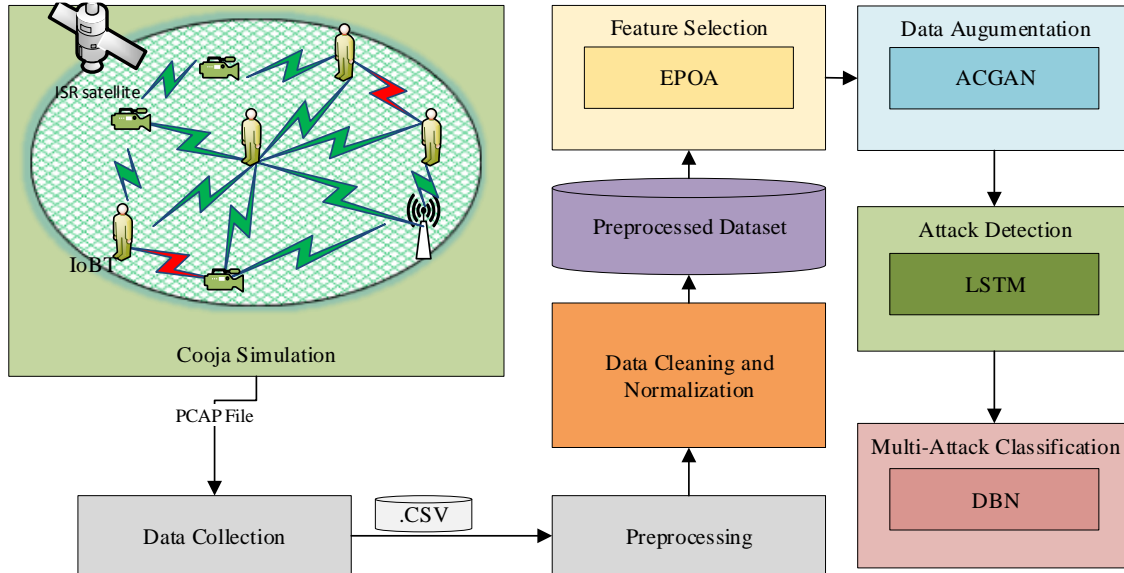 ISR satellite
IoBT
Cooja Simulation
PCAP File
Data Collection
.CSV
Preprocessing
Data Cleaning and
Normalization
Preprocessed Dataset
Feature Selection
EPOA
Data Augumentation
ACGAN
Attack Detection
LSTM
Multi-Attack Classification
DBN